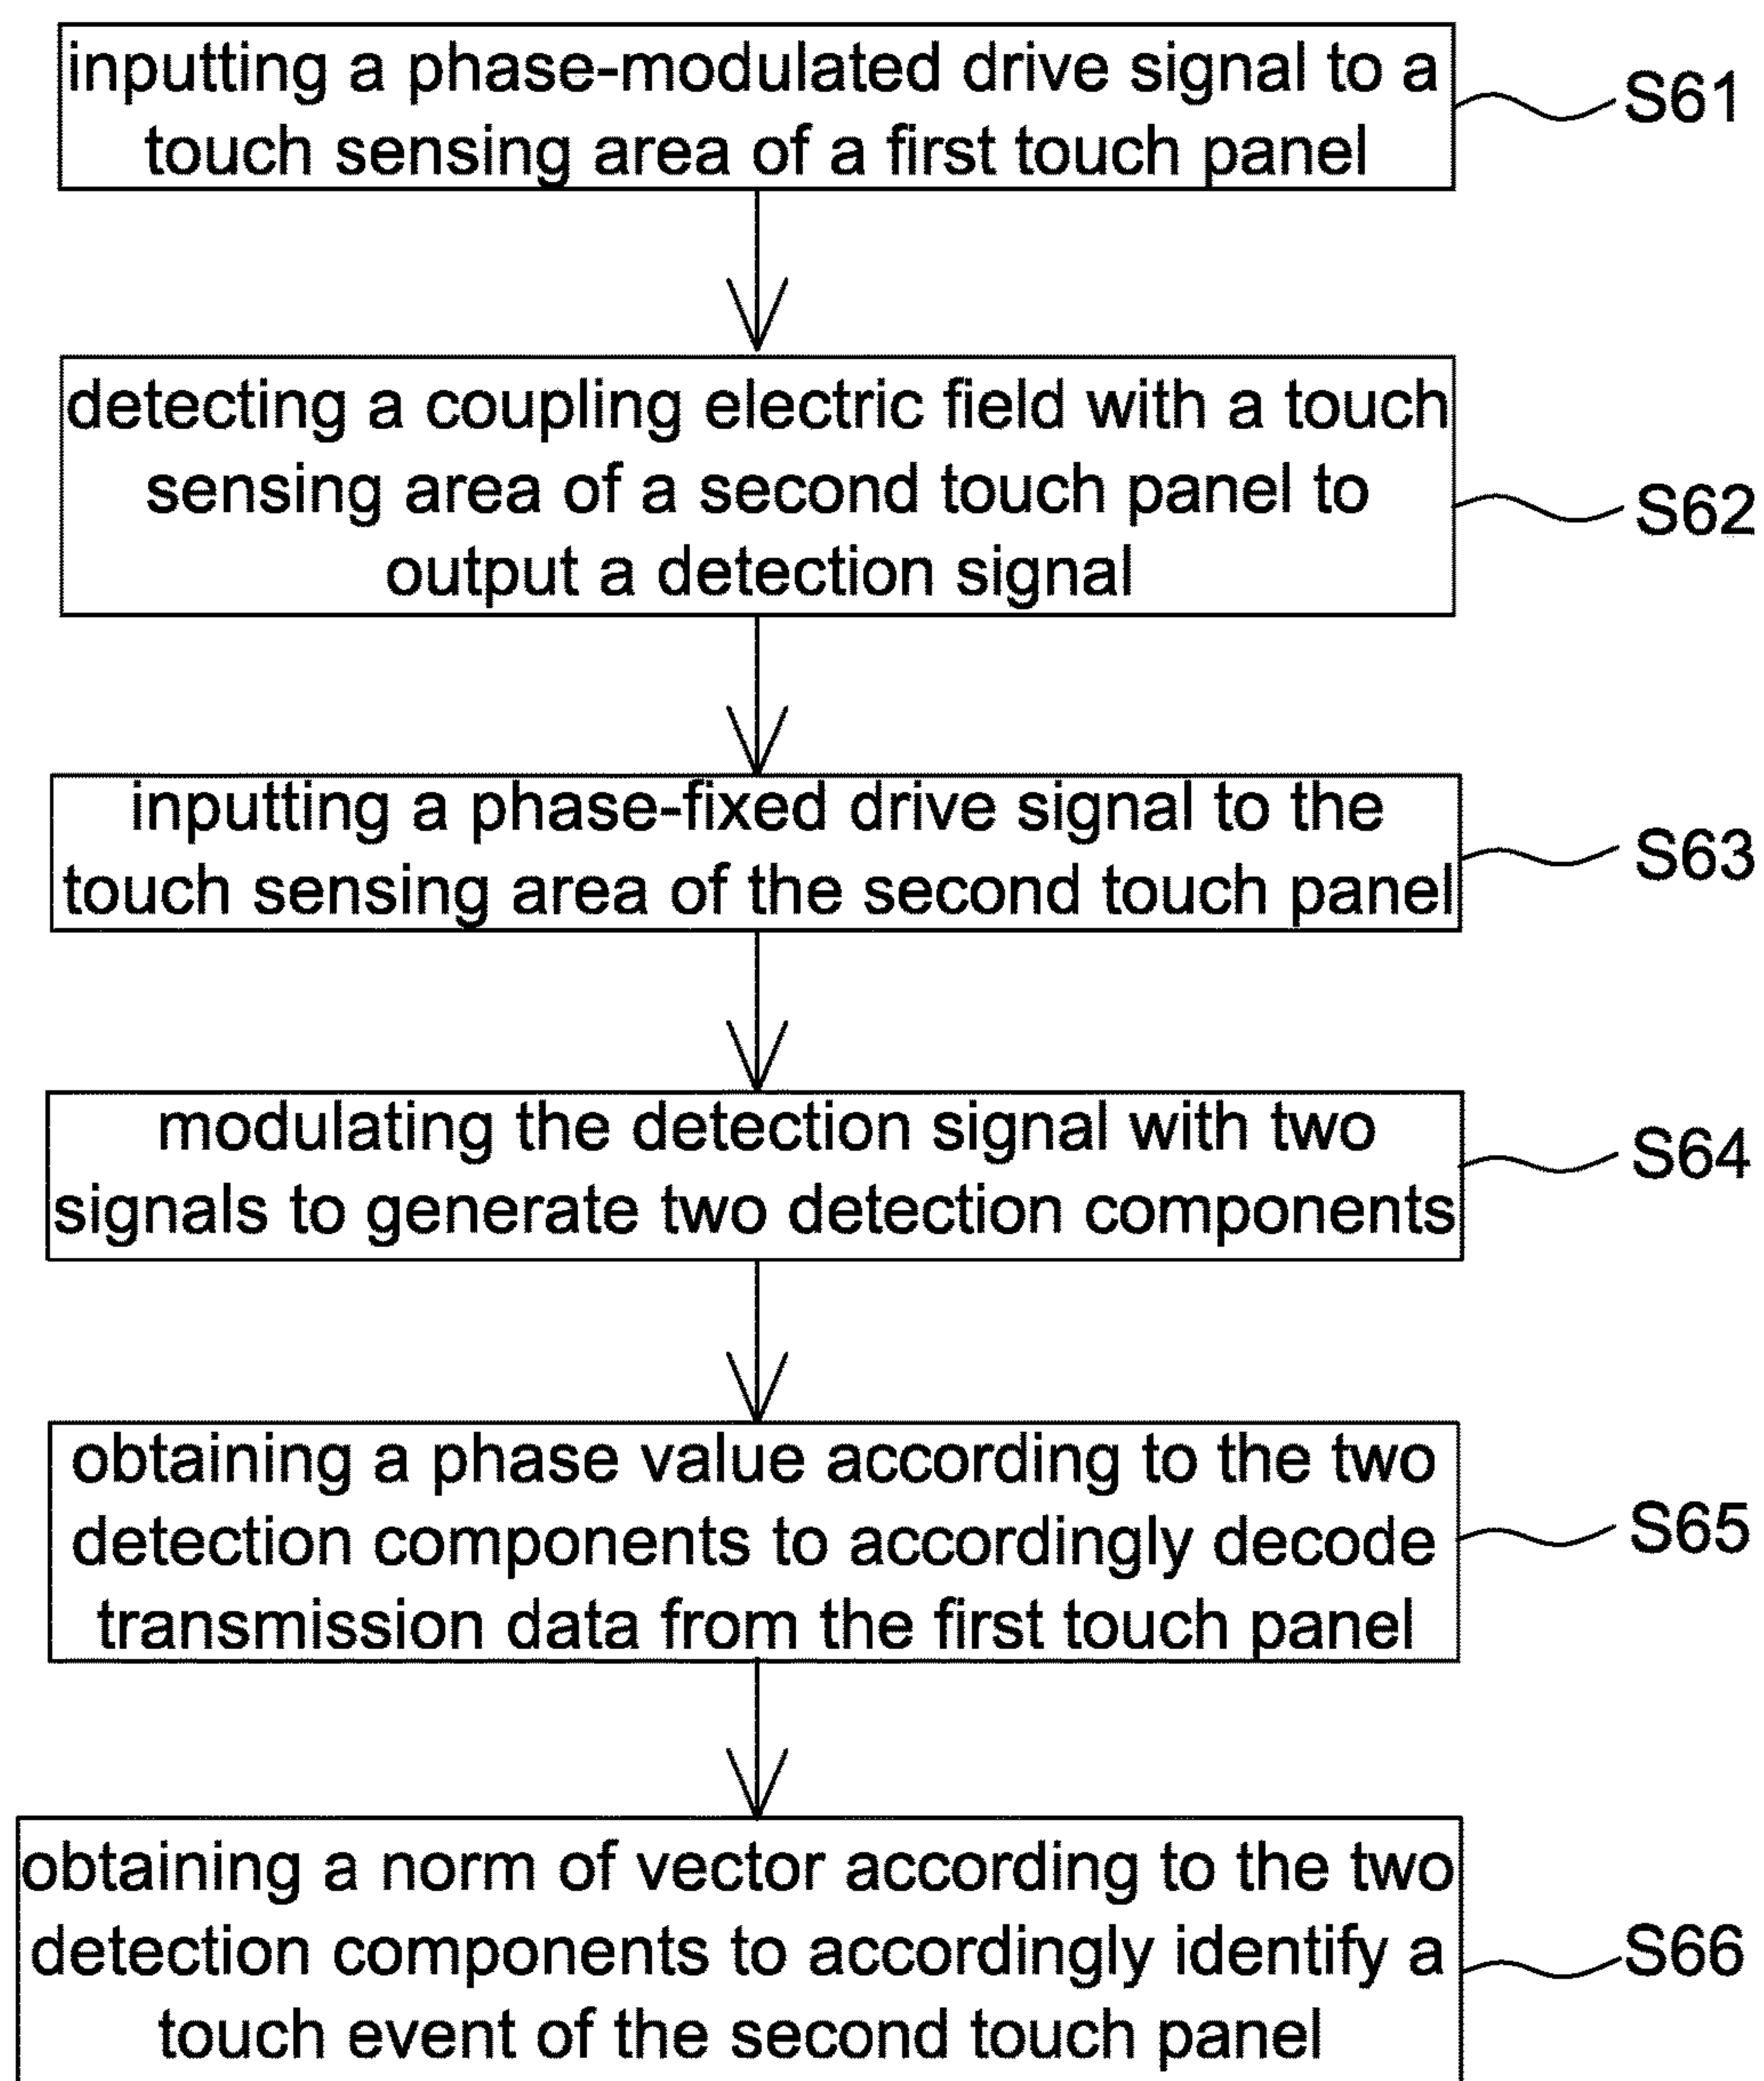 inputting a phase-modulated drive signal to a
touch sensing area of a first touch panel
S61
detecting a coupling electric field with a touch
sensing area of a second touch panel to
output a detection signal
S62
inputting a phase-fixed drive signal to the
touch sensing area of the second touch panel
S63
modulating the detection signal with two
signals to generate two detection components
S64
obtaining a phase value according to the two
detection components to accordingly decode
transmission data from the first touch panel
S65
obtaining a norm of vector according to the two
detection components to accordingly identify a
touch event of the second touch panel
S66